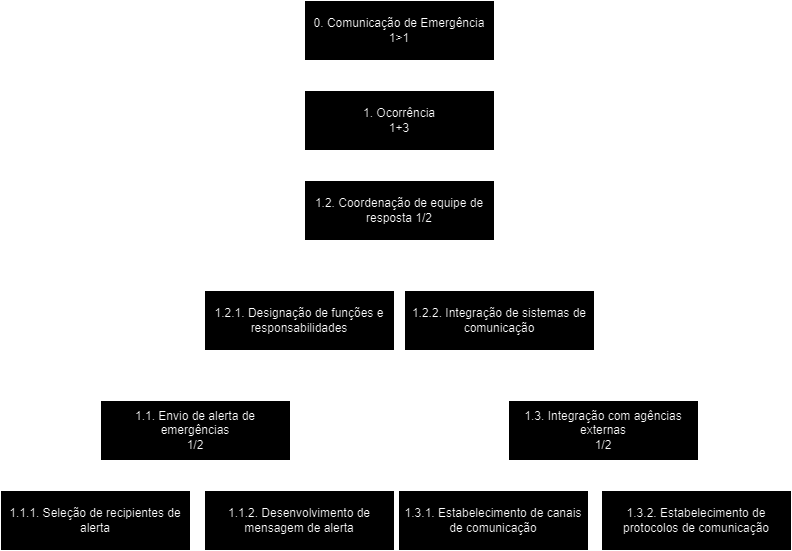 0. Comunicação de Emergência
1>1
1. Ocorrência
1+3
1.2. Coordenação de equipe de
resposta 1/2
1.2.1. Designação de funções e
responsabilidades
1.2.2. Integração de sistemas de
comunicação
1.1. Envio de alerta de
emergências
1/2
1.3. Integração com agências
externas
1/2
1.1.1. Seleção de recipientes de
alerta
1.1.2. Desenvolvimento de
mensagem de alerta
1.3.1. Estabelecimento de canais
de comunicação
1.3.2. Estabelecimento de
protocolos de comunicação